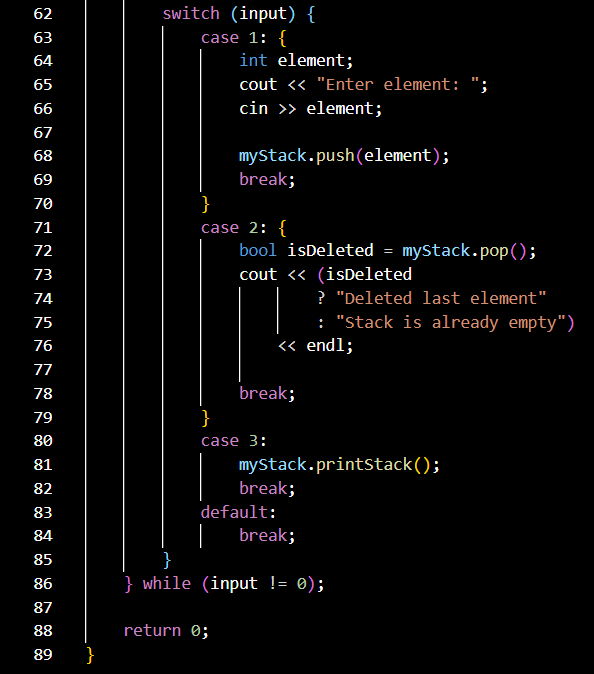 62 switch (input) {
63 case 1: {
64 int element;
65 cout << "Enter element: ";
66 cin >> element;
67
68 myStack.push(element);
69 break;
70 }
71 case 2: {
72 bool isDeleted = myStack.pop();
73 cout << (isDeleted
74 ? "Deleted last element"
75 : "Stack is already empty")
76 << endl;
77
78 break;
79 }
80 case 3:
81 myStack.printStack();
82 break;
83 default:
84 break;
85 }
86 } while (input != 0);
87
88 return 0;
89 }